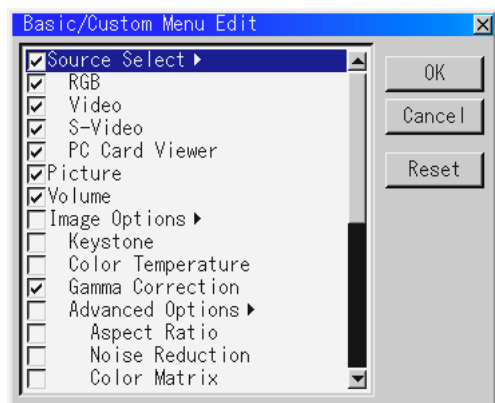 Basic/Custom Menu Edit
Source Select
RGB
Video
S-Video
PC Card Viewer
Picture
Volume
Image Options
Keystone
Color Temperature
Gamma Correction
Advanced Options
Aspect Ratio
Noise Reduction
Color Matrix
OK
Cancel
Reset